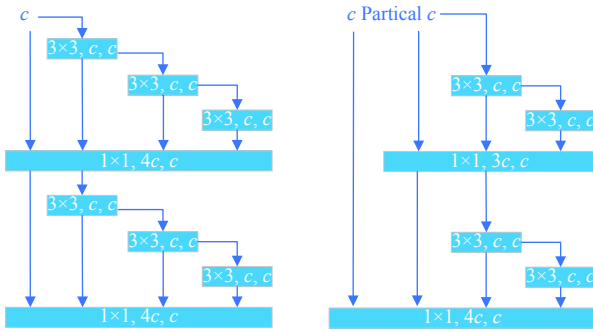 c
3×3, c, c
3×3, c, c
3×3, c, c
1×1, 4c, c
3×3, c, c
3×3, c, c
3×3, c, c
1×1, 4c, c
c Partical c
3×3, c, c
3×3, c, c
1×1, 3c, c
3×3, c, c
3×3, c, c
1×1, 4c, c